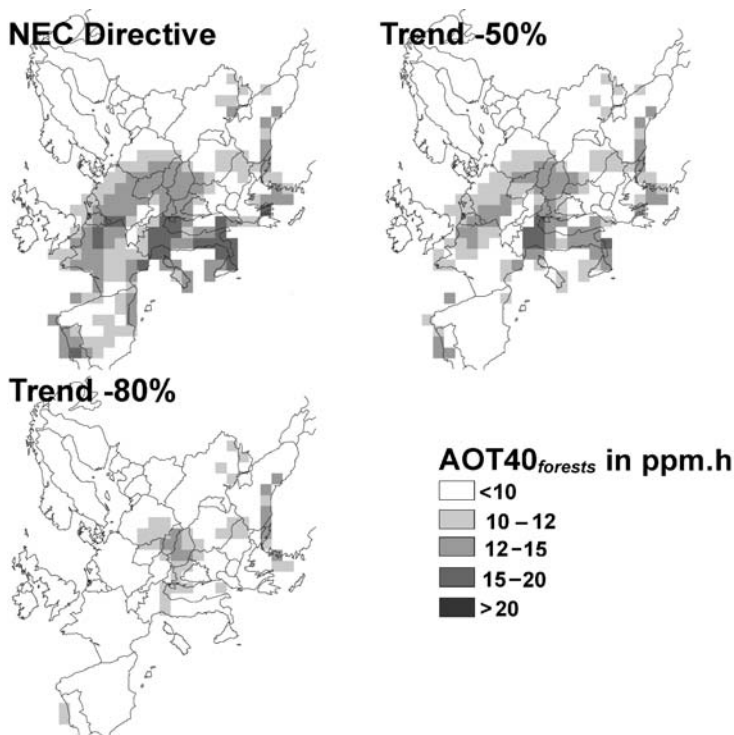 NEC Directive
Trend -50%
Trend -80%
AOT40forests in ppm.h
<10
10 – 12
12–15
15–20
>20